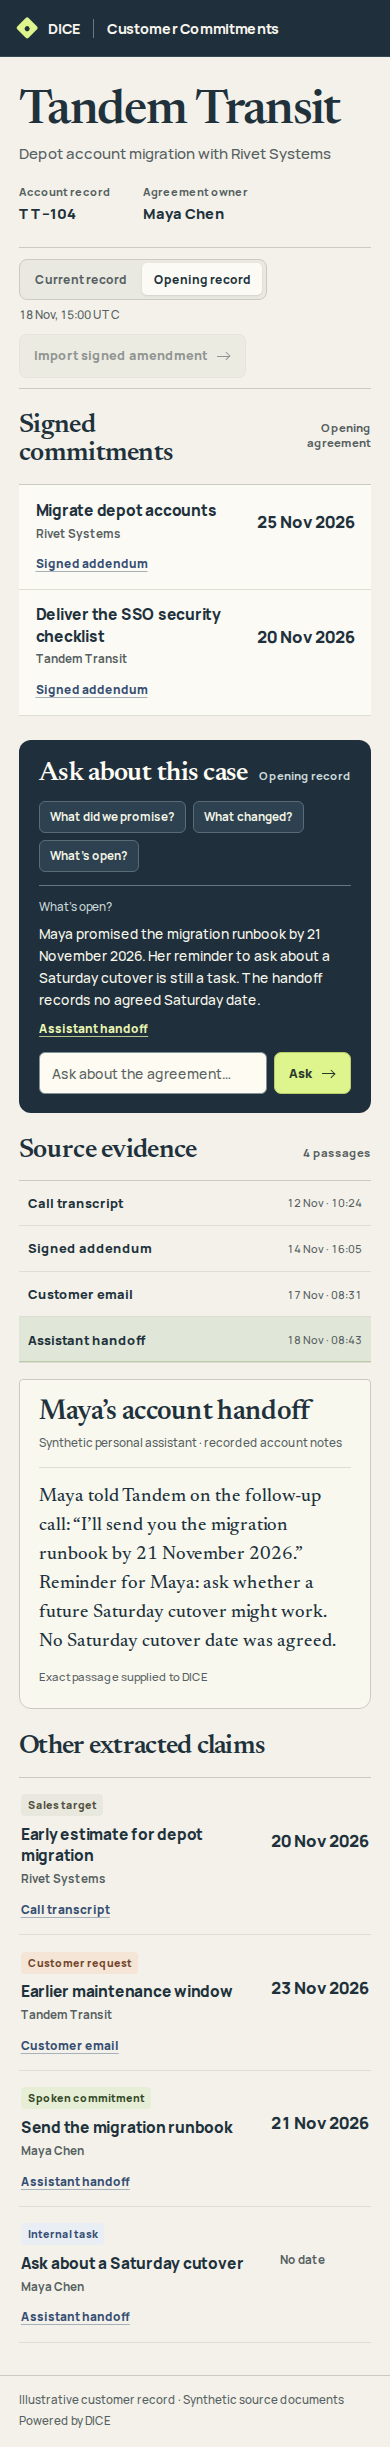 DICE | Customer Commitments
Tandem Transit
Depot account migration with Rivet Systems
Account record
Agreement owner
TT-104
Maya Chen
Current record
Opening record
18 Nov, 15:00 UTC
Import signed amendment →
Signed
commitments
Opening
agreement
Migrate depot accounts
Rivet Systems
25 Nov 2026
Signed addendum
Deliver the SSO security
checklist
Tandem Transit
20 Nov 2026
Signed addendum
Ask about this case
Opening record
What did we promise?
What changed?
What's open?
What's open?
Maya promised the migration runbook by 21
November 2026. Her reminder to ask about a
Saturday cutover is still a task. The handoff
records no agreed Saturday date.
Assistant handoff
Ask about the agreement...
Ask →
Source evidence
4 passages
Call transcript
12 Nov · 10:24
Signed addendum
14 Nov · 16:05
Customer email
17 Nov · 08:31
Assistant handoff
18 Nov · 08:43
Maya’s account handoff
Synthetic personal assistant · recorded account notes
Maya told Tandem on the follow-up
call: “I’ll send you the migration
runbook by 21 November 2026.”
Reminder for Maya: ask whether a
future Saturday cutover might work.
No Saturday cutover date was agreed.
Exact passage supplied to DICE
Other extracted claims
Sales target
Early estimate for depot
migration
Rivet Systems
20 Nov 2026
Call transcript
Customer request
Earlier maintenance window
Tandem Transit
23 Nov 2026
Customer email
Spoken commitment
Send the migration runbook
Maya Chen
21 Nov 2026
Assistant handoff
Internal task
Ask about a Saturday cutover
Maya Chen
No date
Assistant handoff
Illustrative customer record · Synthetic source documents
Powered by DICE